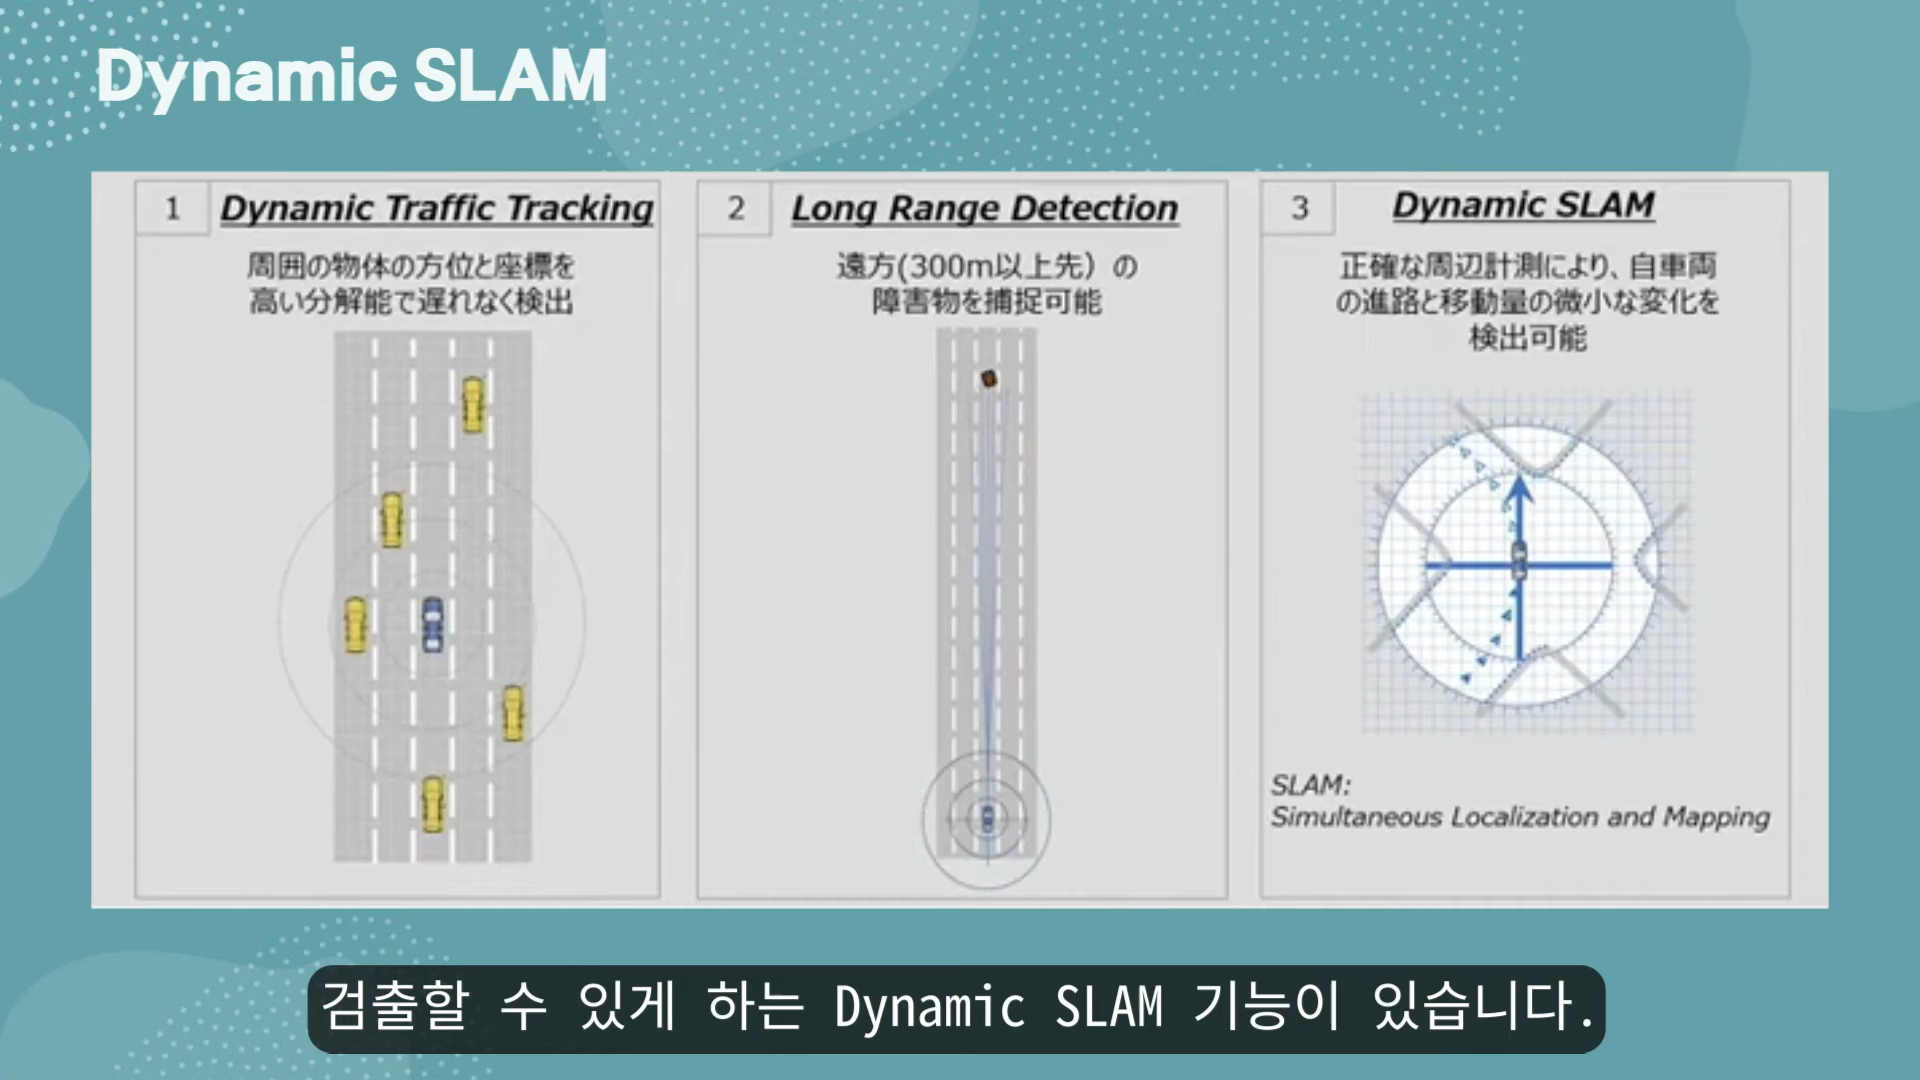 Dynamic SLAM
1
Dynamic Traffic Tracking
周囲の物体の方位と座標を
高い分解能で遅れなく検出
2
Long Range Detection
遠方(300m以上先）の
障害物を捕捉可能
3
Dynamic SLAM
正確な周辺計測により、自車両
の進路と移動量の微小な変化を
検出可能
SLAM:
Simultaneous Localization and Mapping
검출할 수 있게 하는 Dynamic SLAM 기능이 있습니다.